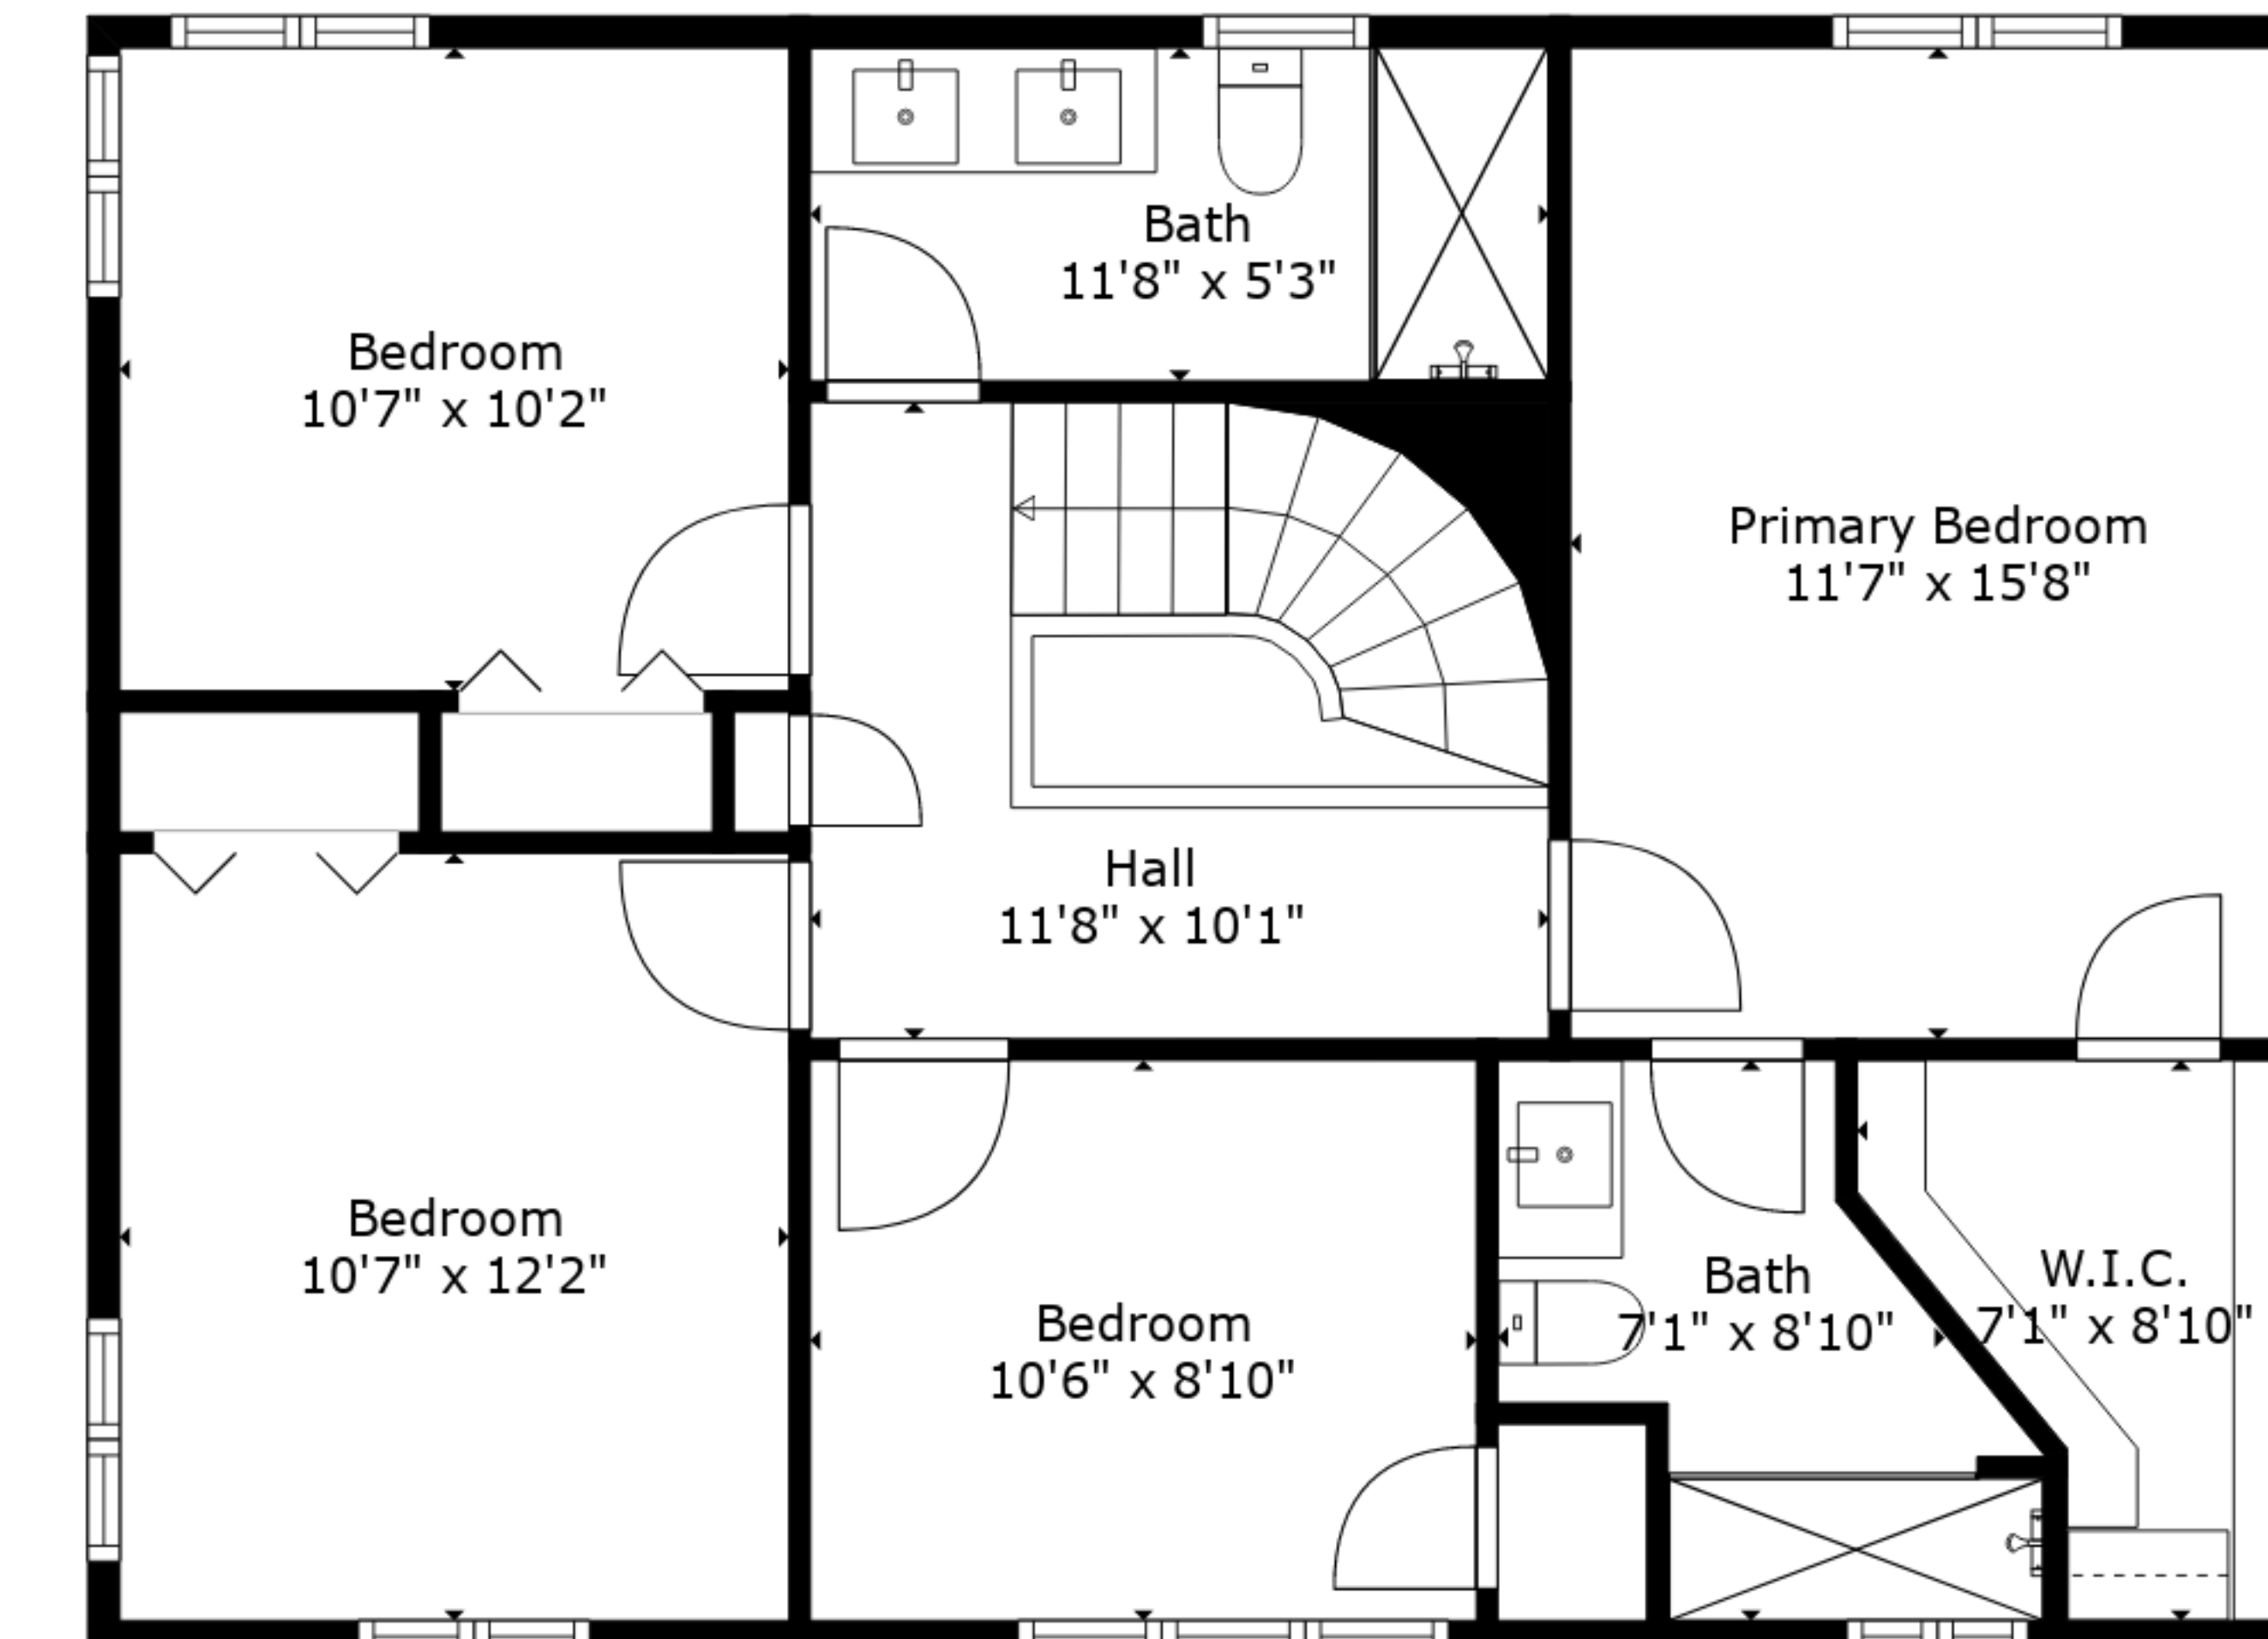 Bath
11'8" x 5'3"
Bedroom
10'7" x 10'2"
Primary Bedroom
11'7" x 15'8"
Hall
11'8" x 10'1"
Bedroom
10'7" x 12'2"
Bedroom
10'6" x 8'10"
Bath
7'1" x 8'10"
W.I.C.
7'1" x 8'10"